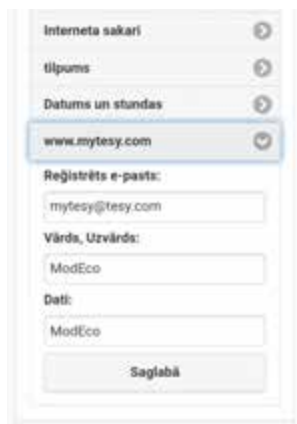 Interneta sakari
tilpums
Datums un stundas
www.mytesy.com
Reģistrēts e-pasts:
mytesy@tesy.com
Vārds, Uzvārds:
ModEco
Dati:
ModEco
Saglabā